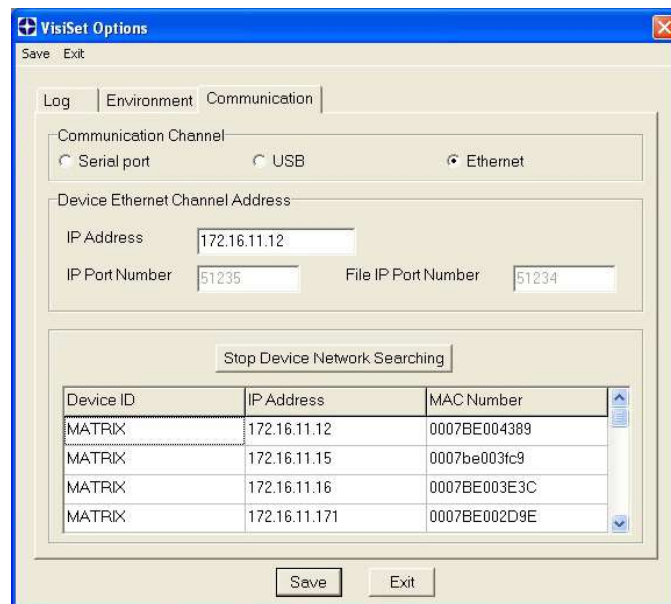 VisiSet Options
Save Exit
Log Environment Communication
Communication Channel
Serial port USB Ethernet
Device Ethernet Channel Address
IP Address 172.16.11.12
IP Port Number 51235 File IP Port Number 51234
Stop Device Network Searching
Device ID IP Address MAC Number
MATRIX 172.16.11.12 0007BE004389
MATRIX 172.16.11.15 0007be003fc9
MATRIX 172.16.11.16 0007BE003E3C
MATRIX 172.16.11.171 0007BE002D9E
Save Exit